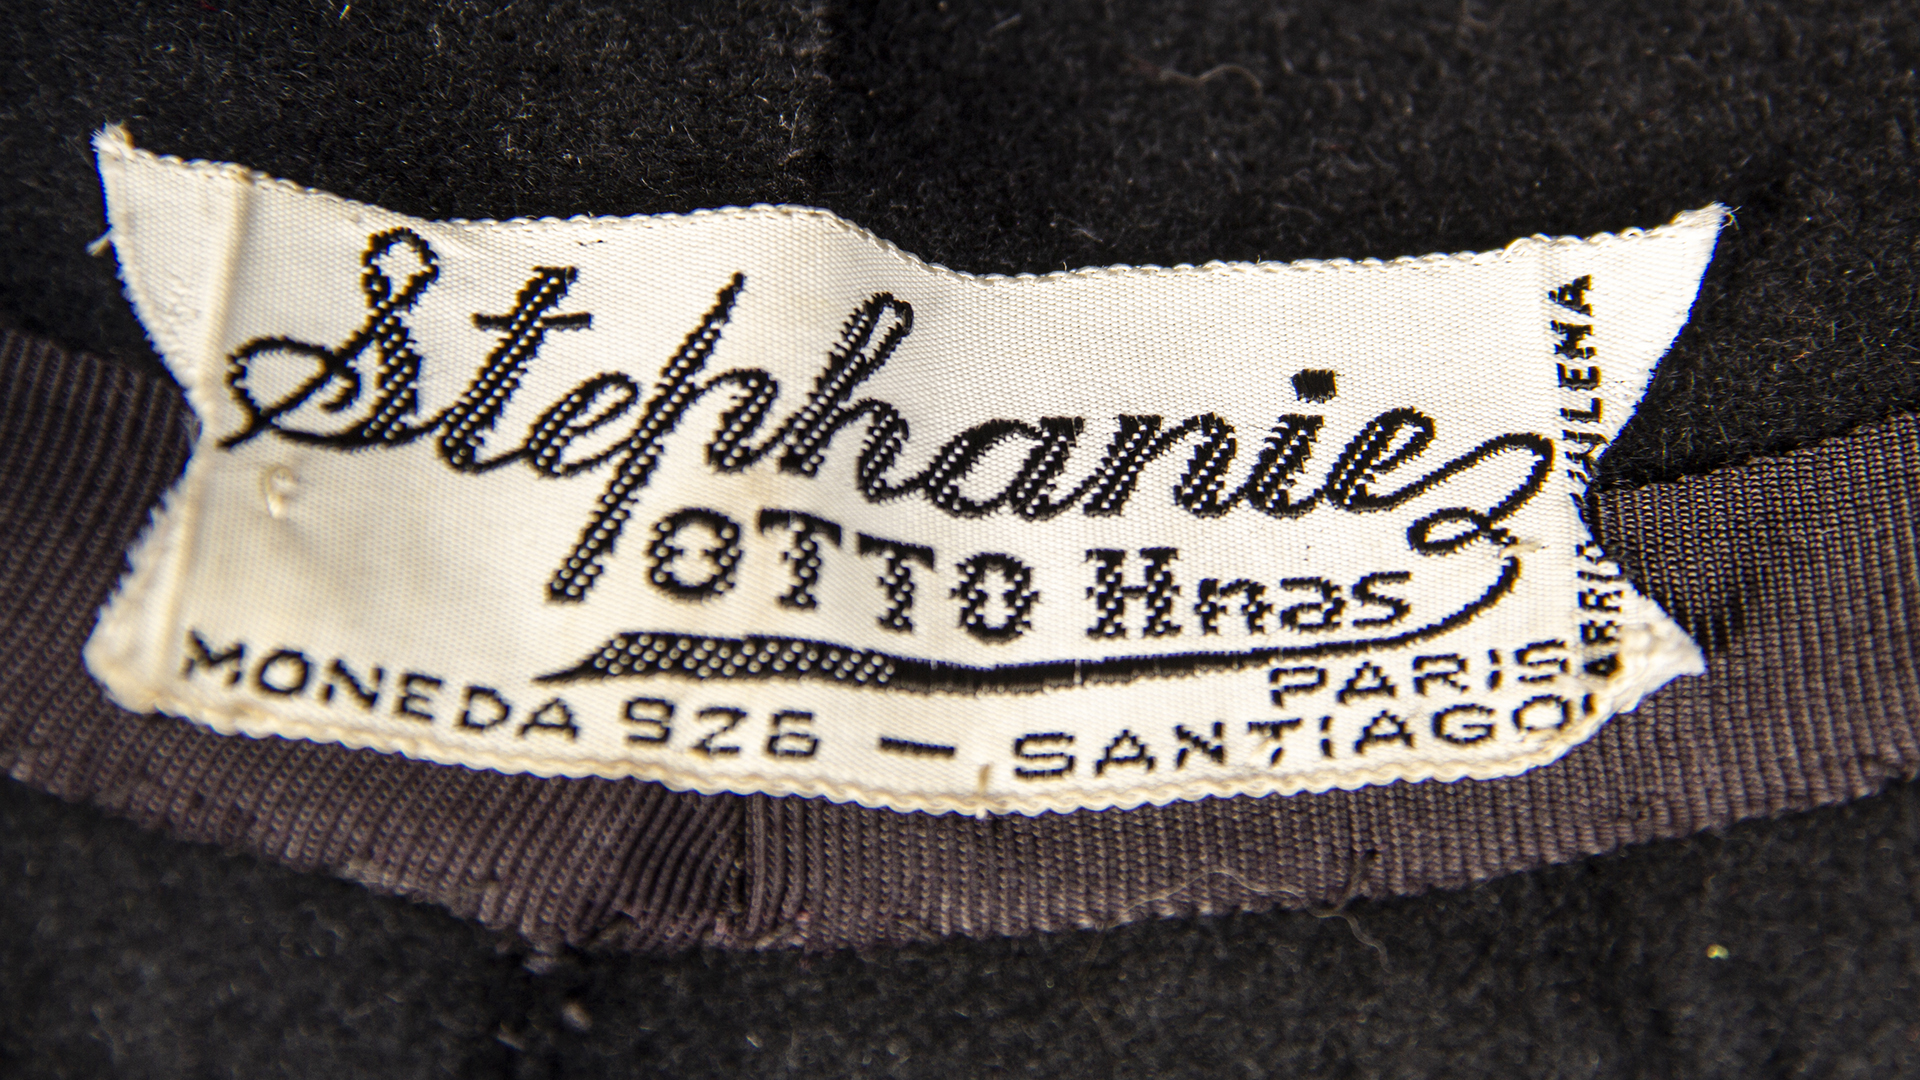 Stephanie
OTTO Hnas
PARIS
MONEDA 926 — SANTIAGO